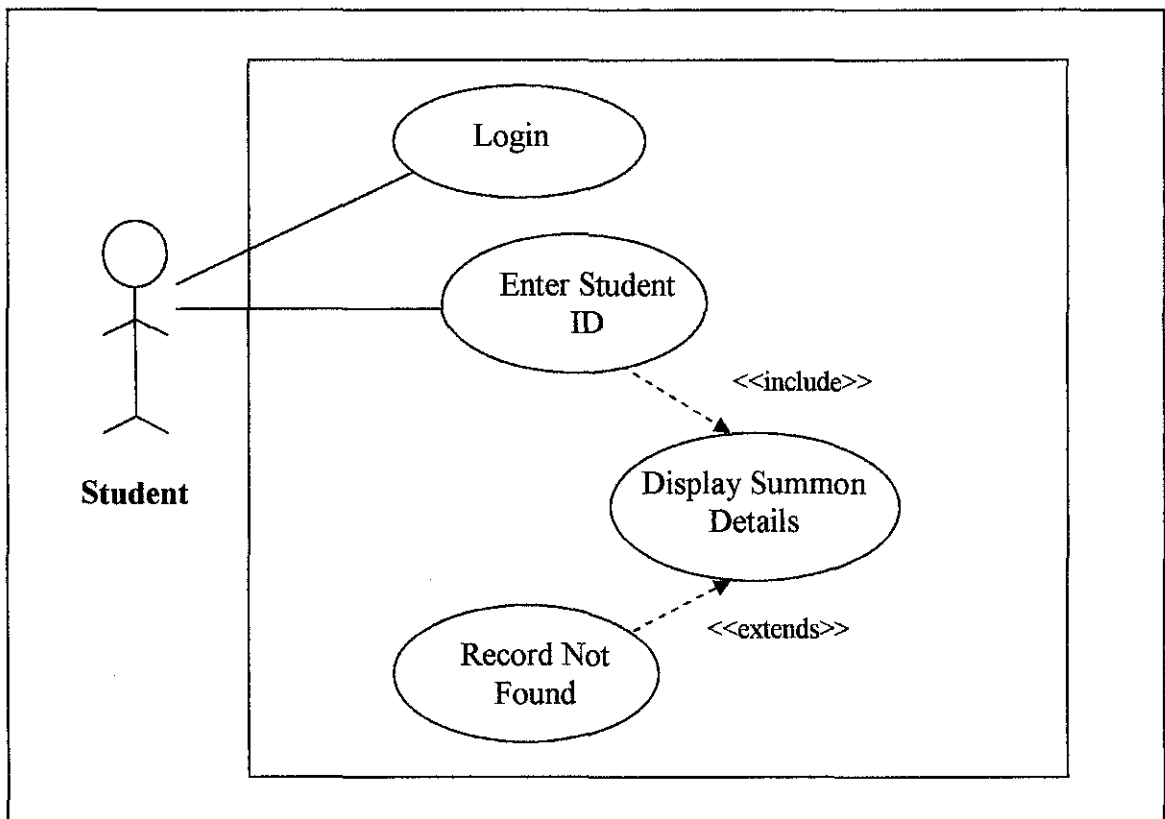 Login
Enter Student
ID
<<include>>
Display Summon
Details
Student
<<extends>>
Record Not
Found